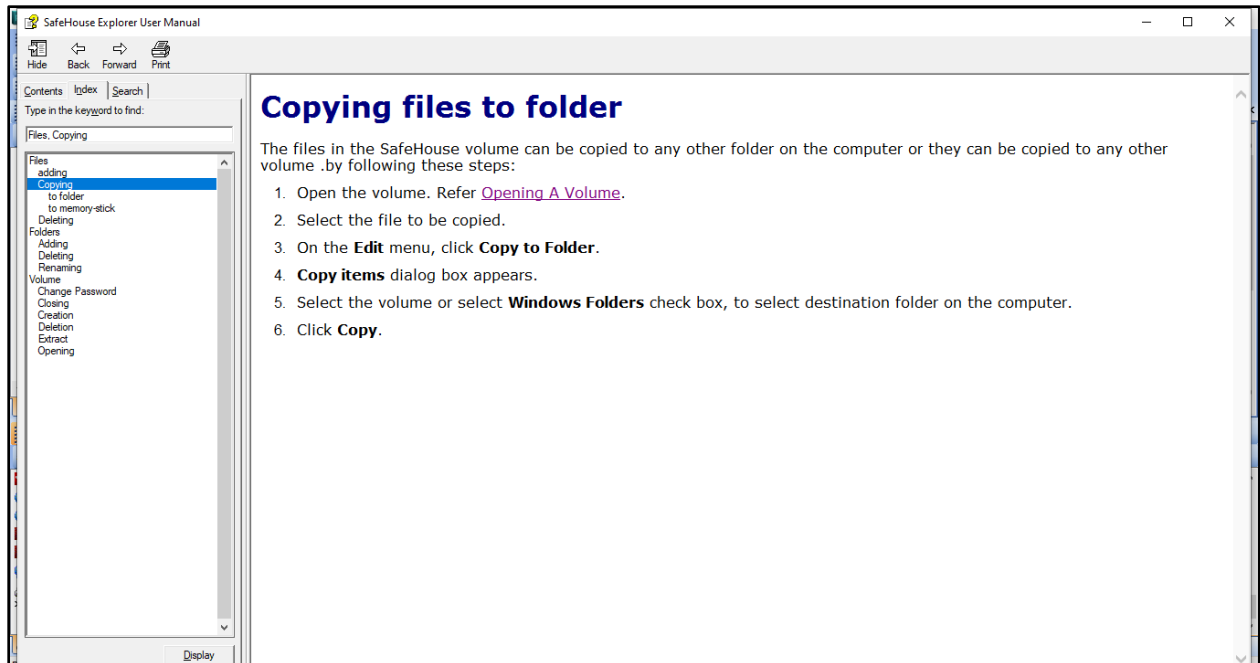 SafeHouse Explorer User Manual
Hide Back Forward Print
Contents Index Search
Type in the keyword to find:
Files, Copying
Files
adding
Copying
to folder
to memory-stick
Deleting
Folders
Adding
Deleting
Renaming
Volume
Change Password
Closing
Creation
Deletion
Extract
Opening
Display
Copying files to folder
The files in the SafeHouse volume can be copied to any other folder on the computer or they can be copied to any other
volume .by following these steps:
1. Open the volume. Refer Opening A Volume.
2. Select the file to be copied.
3. On the Edit menu, click Copy to Folder.
4. Copy items dialog box appears.
5. Select the volume or select Windows Folders check box, to select destination folder on the computer.
6. Click Copy.